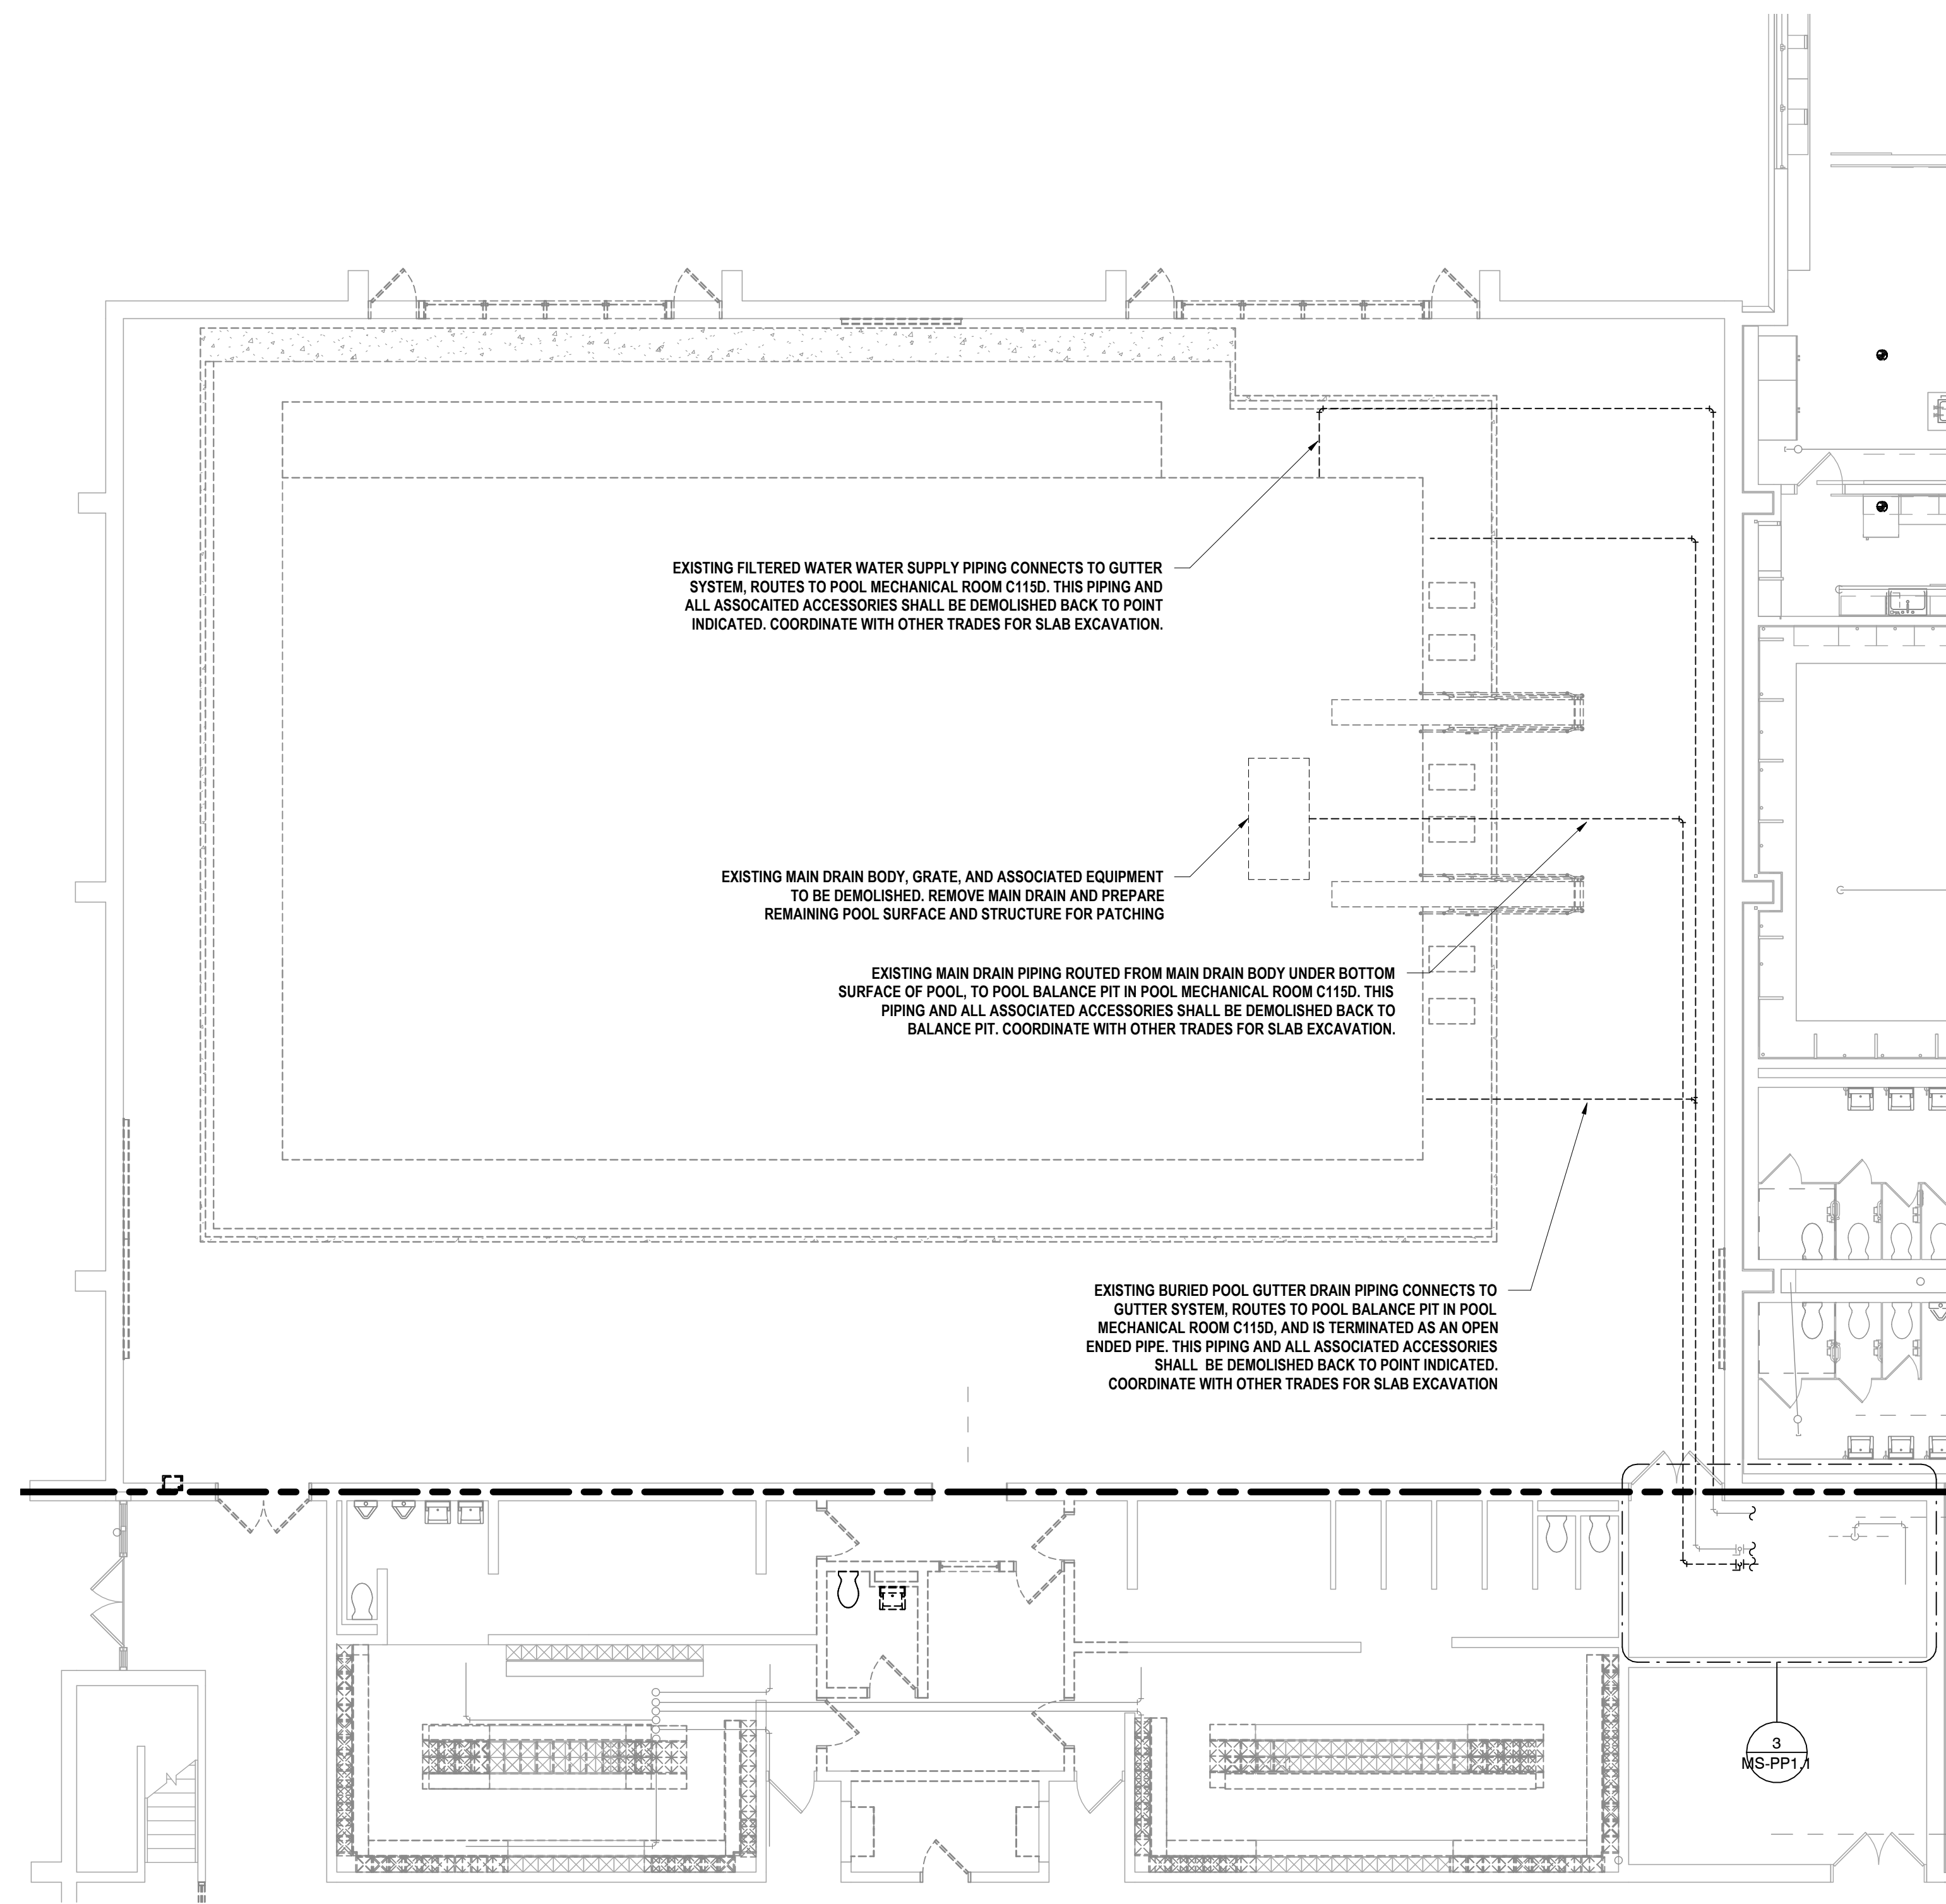 EXISTING FILTERED WATER WATER SUPPLY PIPING CONNECTS TO GUTTER
SYSTEM, ROUTES TO POOL MECHANICAL ROOM C115D. THIS PIPING AND
ALL ASSOCAITED ACCESSORIES SHALL BE DEMOLISHED BACK TO POINT
INDICATED. COORDINATE WITH OTHER TRADES FOR SLAB EXCAVATION.
EXISTING MAIN DRAIN BODY, GRATE, AND ASSOCIATED EQUIPMENT
TO BE DEMOLISHED. REMOVE MAIN DRAIN AND PREPARE
REMAINING POOL SURFACE AND STRUCTURE FOR PATCHING
EXISTING MAIN DRAIN PIPING ROUTED FROM MAIN DRAIN BODY UNDER BOTTOM
SURFACE OF POOL, TO POOL BALANCE PIT IN POOL MECHANICAL ROOM C115D. THIS
PIPING AND ALL ASSOCIATED ACCESSORIES SHALL BE DEMOLISHED BACK TO
BALANCE PIT. COORDINATE WITH OTHER TRADES FOR SLAB EXCAVATION.
EXISTING BURIED POOL GUTTER DRAIN PIPING CONNECTS TO
GUTTER SYSTEM, ROUTES TO POOL BALANCE PIT IN POOL
MECHANICAL ROOM C115D, AND IS TERMINATED AS AN OPEN
ENDED PIPE. THIS PIPING AND ALL ASSOCIATED ACCESSORIES
SHALL BE DEMOLISHED BACK TO POINT INDICATED.
COORDINATE WITH OTHER TRADES FOR SLAB EXCAVATION
3
MS-PP1.1